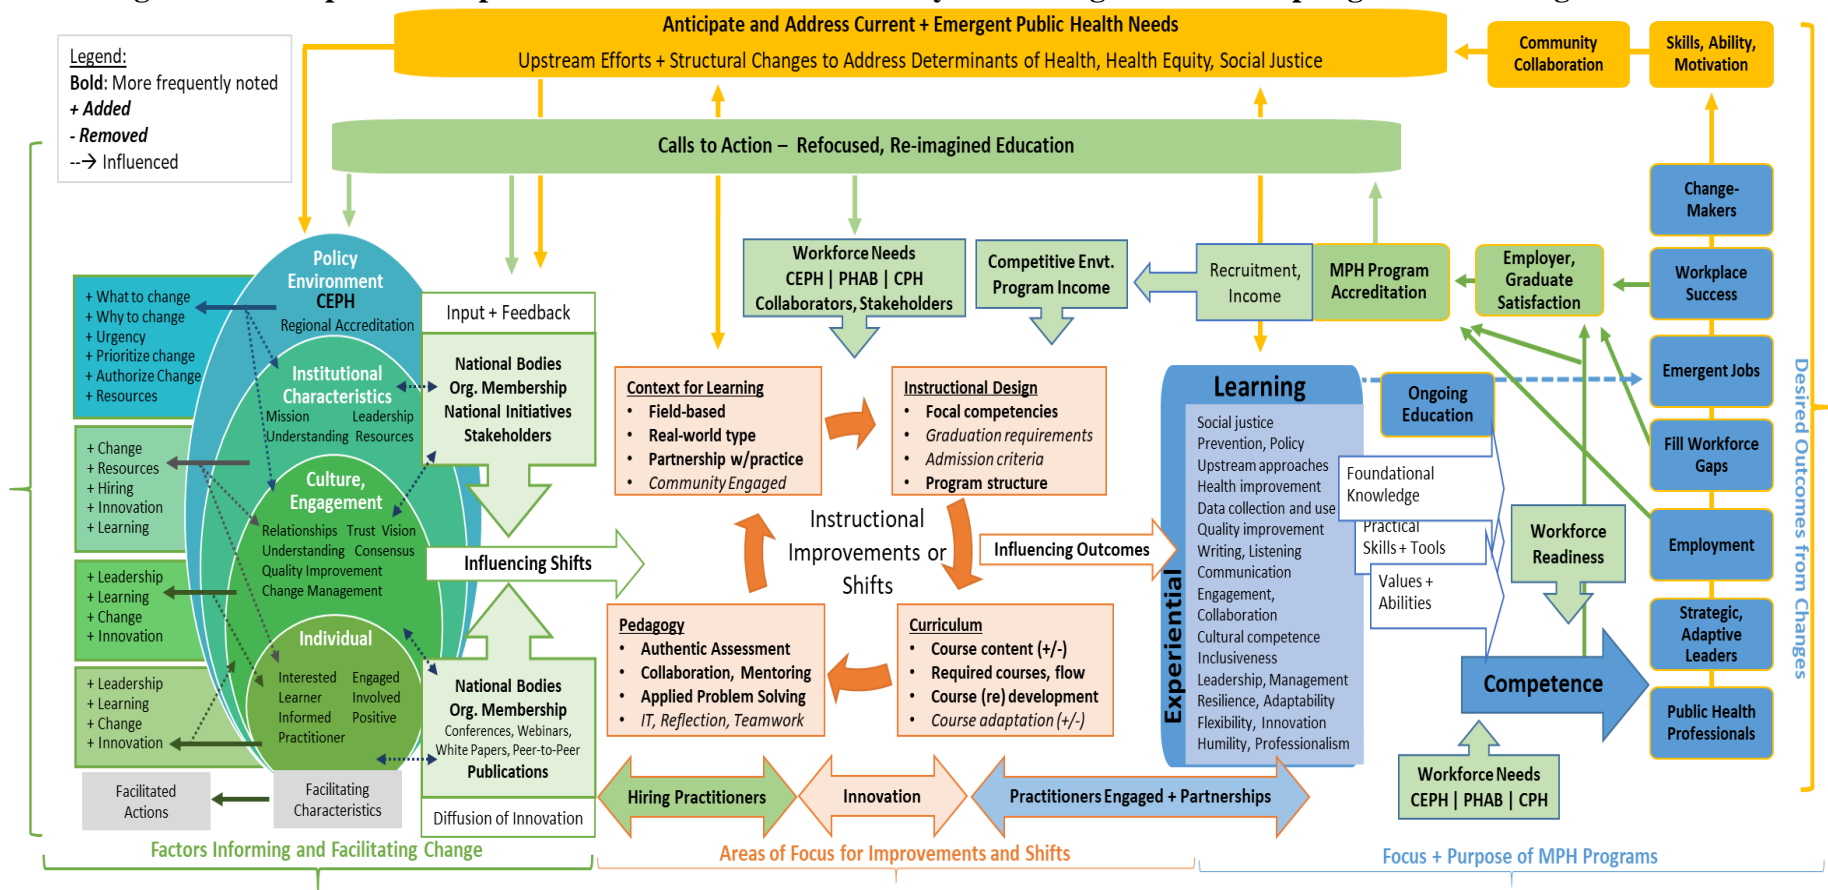 Anticipate and Address Current + Emergent Public Health Needs
Upstream Efforts + Structural Changes to Address Determinants of Health, Health Equity, Social Justice
Community
Collaboration
Skills, Ability,
Motivation
Legend:
Bold: More frequently noted
+ Added
- Removed
--→ Influenced
Calls to Action – Refocused, Re-imagined Education
Change-
Makers
Workplace
Success
Emergent Jobs
Fill Workforce
Gaps
Employment
Strategic,
Adaptive
Leaders
Public Health
Professionals
Desired Outcomes from Changes
Policy
Environment
CEPH
Regional Accreditation
Institutional
Characteristics
Mission Leadership
Understanding Resources
Culture,
Engagement
Relationships Trust Vision
Understanding Consensus
Quality Improvement
Change Management
Individual
Interested Engaged
Learner Involved
Informed Positive
Practitioner
+ What to change
+ Why to change
+ Urgency
+ Prioritize change
+ Authorize Change
+ Resources
+ Change
+ Resources
+ Hiring
+ Innovation
+ Learning
+ Leadership
+ Learning
+ Change
+ Innovation
+ Leadership
+ Learning
+ Change
+ Innovation
Facilitated
Actions
Facilitating
Characteristics
Input + Feedback
National Bodies
Org. Membership
National Initiatives
Stakeholders
Influencing Shifts
National Bodies
Org. Membership
Conferences, Webinars,
White Papers, Peer-to-Peer
Publications
Diffusion of Innovation
Workforce Needs
CEPH | PHAB | CPH
Collaborators, Stakeholders
Competitive Envt.
Program Income
Recruitment,
Income
MPH Program
Accreditation
Employer,
Graduate
Satisfaction
Context for Learning
• Field-based
• Real-world type
• Partnership w/practice
• Community Engaged
Instructional Design
• Focal competencies
• Graduation requirements
• Admission criteria
• Program structure
Instructional
Improvements or
Shifts
Pedagogy
• Authentic Assessment
• Collaboration, Mentoring
• Applied Problem Solving
• IT, Reflection, Teamwork
Curriculum
• Course content (+/-)
• Required courses, flow
• Course (re) development
• Course adaptation (+/-)
Influencing Outcomes
Learning
Experiential
Social justice
Prevention, Policy
Upstream approaches
Health improvement
Data collection and use
Quality improvement
Writing, Listening
Communication
Engagement,
Collaboration
Cultural competence
Inclusiveness
Leadership, Management
Resilience, Adaptability
Flexibility, Innovation
Humility, Professionalism
Ongoing
Education
Foundational
Knowledge
Practical
Skills + Tools
Values +
Abilities
Workforce
Readiness
Competence
Workforce Needs
CEPH | PHAB | CPH
Hiring Practitioners
Innovation
Practitioners Engaged + Partnerships
Factors Informing and Facilitating Change
Areas of Focus for Improvements and Shifts
Focus + Purpose of MPH Programs